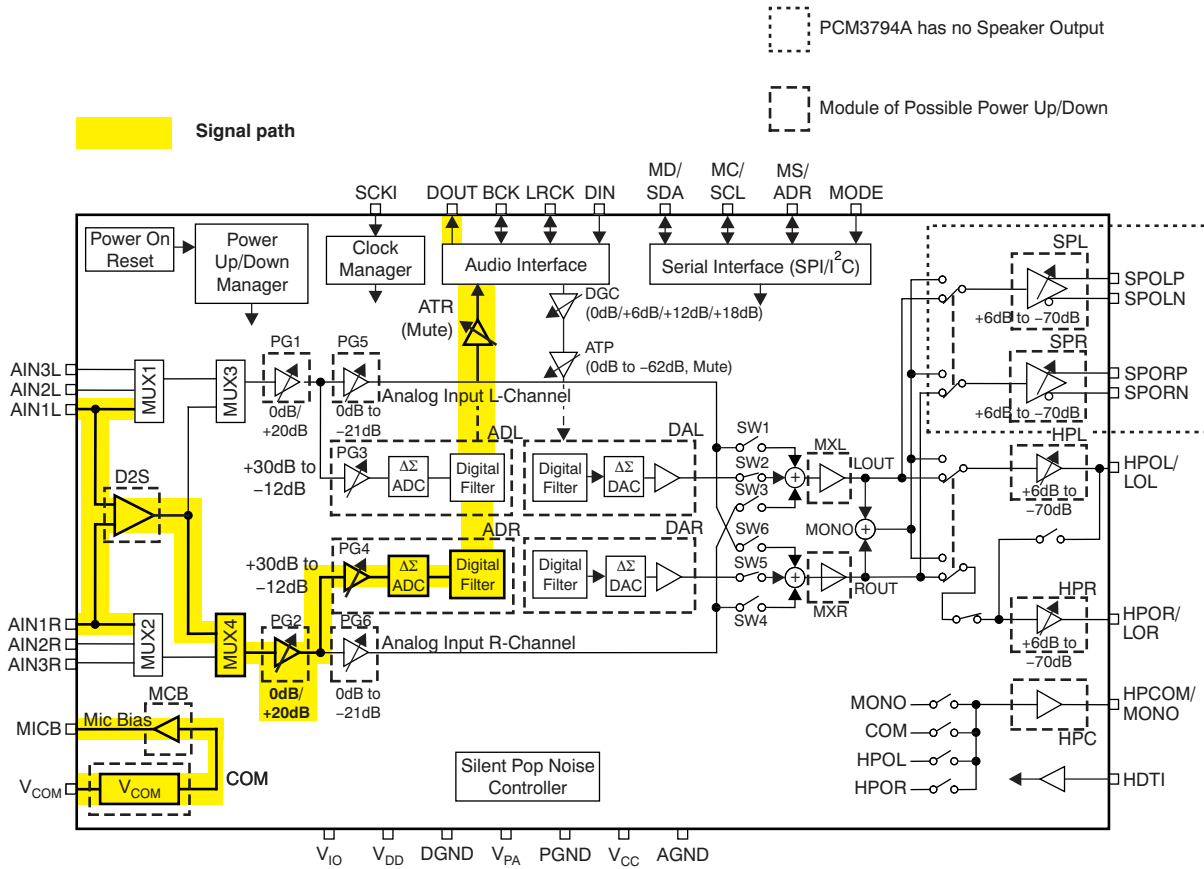 PCM3794A has no Speaker Output
Module of Possible Power Up/Down
Signal path
SCKI
DOUT
BCK
LRCK
DIN
MD/
SDA
MC/
SCL
MS/
ADR
MODE
Power On
Reset
Power
Up/Down
Manager
Clock
Manager
Audio Interface
Serial Interface (SPI/I2C)
ATR
(Mute)
DGC
(0dB/+6dB/+12dB/+18dB)
ATP
(0dB to −62dB, Mute)
SPL
+6dB to −70dB
SPOLP
SPOLN
SPR
+6dB to −70dB
SPORP
SPORN
AIN3L
AIN2L
AIN1L
MUX1
MUX3
PG1
0dB/
+20dB
PG5
0dB to
−21dB
Analog Input L-Channel
ADL
+30dB to
−12dB
PG3
ΔΣ
ADC
Digital
Filter
DAL
Digital
Filter
ΔΣ
DAC
SW1
SW2
SW3
MXL
LOUT
HPL
+6dB to
−70dB
HPOL/
LOL
D2S
MONO
ADR
+30dB to
−12dB
PG4
ΔΣ
ADC
Digital
Filter
DAR
Digital
Filter
ΔΣ
DAC
SW6
SW5
SW4
MXR
ROUT
HPR
+6dB to
−70dB
HPOR/
LOR
AIN1R
AIN2R
AIN3R
MUX2
MUX4
PG2
0dB/
+20dB
PG6
0dB to
−21dB
Analog Input R-Channel
MICB
Mic Bias
MCB
VCOM
VCOM
COM
Silent Pop Noise
Controller
MONO
COM
HPOL
HPOR
HPC
HPCOM/
MONO
HDTI
VIO
VDD
DGND
VPA
PGND
VCC
AGND